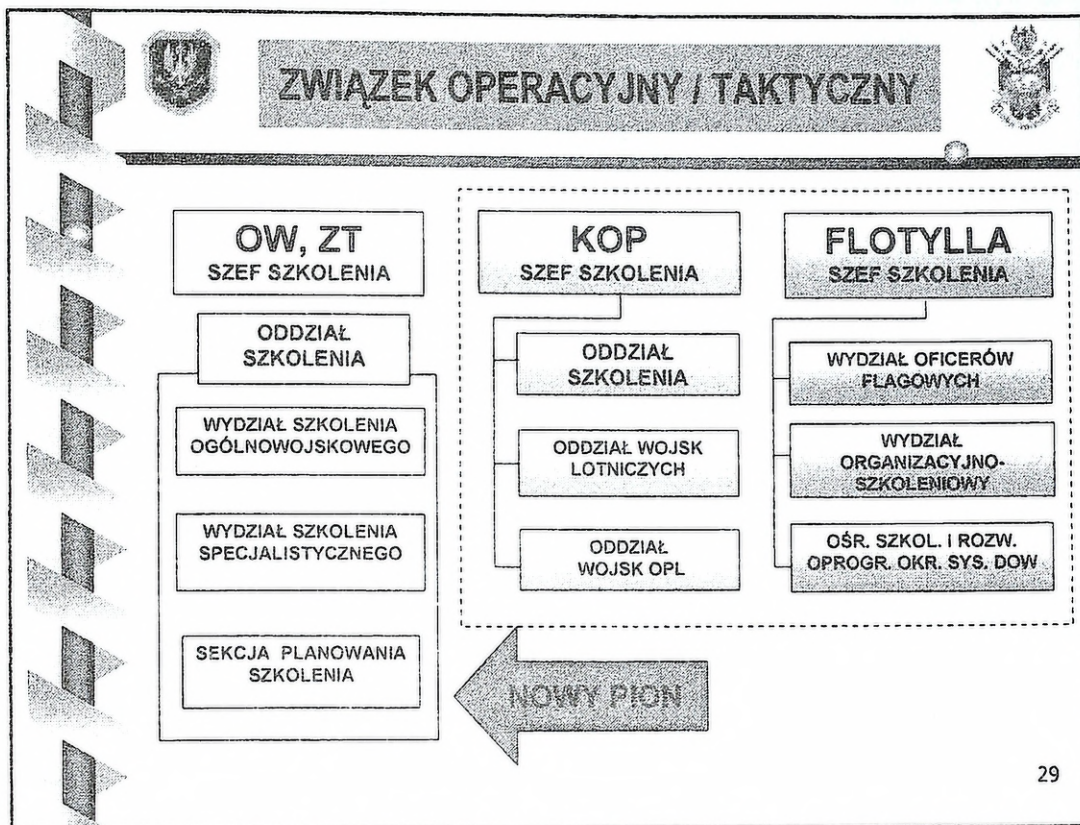 ZWIĄZEK OPERACYJNY / TAKTYCZNY
OW, ZT
SZEF SZKOLENIA
ODDZIAŁ
SZKOLENIA
WYDZIAŁ SZKOLENIA
OGÓLNOWOJSKOWEGO
WYDZIAŁ SZKOLENIA
SPECJALISTYCZNEGO
SEKCJA PLANOWANIA
SZKOLENIA
KOP
SZEF SZKOLENIA
ODDZIAŁ
SZKOLENIA
ODDZIAŁ WOJSK
LOTNICZYCH
ODDZIAŁ
WOJSK OPL
FLOTYLLA
SZEF SZKOLENIA
WYDZIAŁ OFICERÓW
FLAGOWYCH
WYDZIAŁ
ORGANIZACYJNO-
SZKOLENIOWY
OŚR. SZKOL. I ROZW.
OPROGR. OKR. SYS. DOW
NOWY PION
29